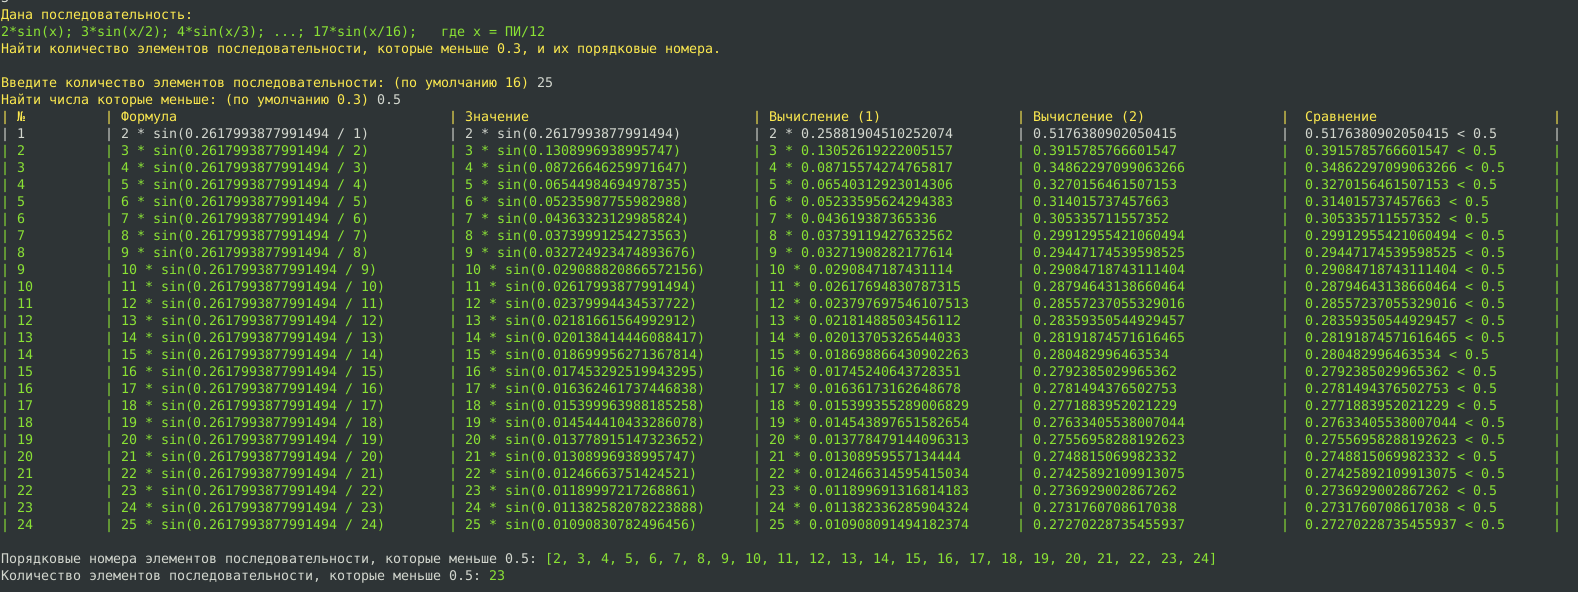 Дана последовательность:
2*sin(x); 3*sin(x/2); 4*sin(x/3); ...; 17*sin(x/16);   где x = ПИ/12
Найти количество элементов последовательности, которые меньше 0.3, и их порядковые номера.
Введите количество элементов последовательности: (по умолчанию 16) 25
Найти числа которые меньше: (по умолчанию 0.3) 0.5
| № | Формула | Значение | Вычисление (1) | Вычисление (2) | Сравнение |
| 1 | 2 * sin(0.2617993877991494 / 1) | 2 * sin(0.2617993877991494) | 2 * 0.25881904510252074 | 0.5176380902050415 | 0.5176380902050415 < 0.5 |
| 2 | 3 * sin(0.2617993877991494 / 2) | 3 * sin(0.1308996938995747) | 3 * 0.13052619222005157 | 0.3915785766601547 | 0.3915785766601547 < 0.5 |
| 3 | 4 * sin(0.2617993877991494 / 3) | 4 * sin(0.08726646259971647) | 4 * 0.08715574274765817 | 0.34862297099063266 | 0.34862297099063266 < 0.5 |
| 4 | 5 * sin(0.2617993877991494 / 4) | 5 * sin(0.06544984694978735) | 5 * 0.06540312923014306 | 0.3270156461507153 | 0.3270156461507153 < 0.5 |
| 5 | 6 * sin(0.2617993877991494 / 5) | 6 * sin(0.05235987755982988) | 6 * 0.05233595624294383 | 0.314015737457663 | 0.314015737457663 < 0.5 |
| 6 | 7 * sin(0.2617993877991494 / 6) | 7 * sin(0.04363323129985824) | 7 * 0.043619387365336 | 0.305335711557352 | 0.305335711557352 < 0.5 |
| 7 | 8 * sin(0.2617993877991494 / 7) | 8 * sin(0.03739991254273563) | 8 * 0.03739119427632562 | 0.29912955421060494 | 0.29912955421060494 < 0.5 |
| 8 | 9 * sin(0.2617993877991494 / 8) | 9 * sin(0.032724923474893676) | 9 * 0.03271908282177614 | 0.29447174539598525 | 0.29447174539598525 < 0.5 |
| 9 | 10 * sin(0.2617993877991494 / 9) | 10 * sin(0.029088820866572156) | 10 * 0.0290847187431114 | 0.29084718743111404 | 0.29084718743111404 < 0.5 |
| 10 | 11 * sin(0.2617993877991494 / 10) | 11 * sin(0.02617993877991494) | 11 * 0.02617694830787315 | 0.28794643138660464 | 0.28794643138660464 < 0.5 |
| 11 | 12 * sin(0.2617993877991494 / 11) | 12 * sin(0.02379994434537722) | 12 * 0.023797697546107513 | 0.28557237055329016 | 0.28557237055329016 < 0.5 |
| 12 | 13 * sin(0.2617993877991494 / 12) | 13 * sin(0.02181661564992912) | 13 * 0.02181488503456112 | 0.28359350544929457 | 0.28359350544929457 < 0.5 |
| 13 | 14 * sin(0.2617993877991494 / 13) | 14 * sin(0.020138414446088417) | 14 * 0.02013705326544033 | 0.28191874571616465 | 0.28191874571616465 < 0.5 |
| 14 | 15 * sin(0.2617993877991494 / 14) | 15 * sin(0.018699956271367814) | 15 * 0.018698866430902263 | 0.280482996463534 | 0.280482996463534 < 0.5 |
| 15 | 16 * sin(0.2617993877991494 / 15) | 16 * sin(0.017453292519943295) | 16 * 0.01745240643728351 | 0.2792385029965362 | 0.2792385029965362 < 0.5 |
| 16 | 17 * sin(0.2617993877991494 / 16) | 17 * sin(0.016362461737446838) | 17 * 0.01636173162648678 | 0.2781494376502753 | 0.2781494376502753 < 0.5 |
| 17 | 18 * sin(0.2617993877991494 / 17) | 18 * sin(0.015399963988185258) | 18 * 0.015399355289006829 | 0.2771883952021229 | 0.2771883952021229 < 0.5 |
| 18 | 19 * sin(0.2617993877991494 / 18) | 19 * sin(0.014544410433286078) | 19 * 0.014543897651582654 | 0.27633405538007044 | 0.27633405538007044 < 0.5 |
| 19 | 20 * sin(0.2617993877991494 / 19) | 20 * sin(0.013778915147323652) | 20 * 0.013778479144096313 | 0.27556958288192623 | 0.27556958288192623 < 0.5 |
| 20 | 21 * sin(0.2617993877991494 / 20) | 21 * sin(0.01308996938995747) | 21 * 0.01308959557134444 | 0.2748815069982332 | 0.2748815069982332 < 0.5 |
| 21 | 22 * sin(0.2617993877991494 / 21) | 22 * sin(0.01246663751424521) | 22 * 0.012466314595415034 | 0.27425892109913075 | 0.27425892109913075 < 0.5 |
| 22 | 23 * sin(0.2617993877991494 / 22) | 23 * sin(0.01189997217268861) | 23 * 0.011899691316814183 | 0.2736929002867262 | 0.2736929002867262 < 0.5 |
| 23 | 24 * sin(0.2617993877991494 / 23) | 24 * sin(0.011382582078223888) | 24 * 0.011382336285904324 | 0.2731760708617038 | 0.2731760708617038 < 0.5 |
| 24 | 25 * sin(0.2617993877991494 / 24) | 25 * sin(0.01090830782496456) | 25 * 0.010908091494182374 | 0.27270228735455937 | 0.27270228735455937 < 0.5 |
Порядковые номера элементов последовательности, которые меньше 0.5: [2, 3, 4, 5, 6, 7, 8, 9, 10, 11, 12, 13, 14, 15, 16, 17, 18, 19, 20, 21, 22, 23, 24]
Количество элементов последовательности, которые меньше 0.5: 23